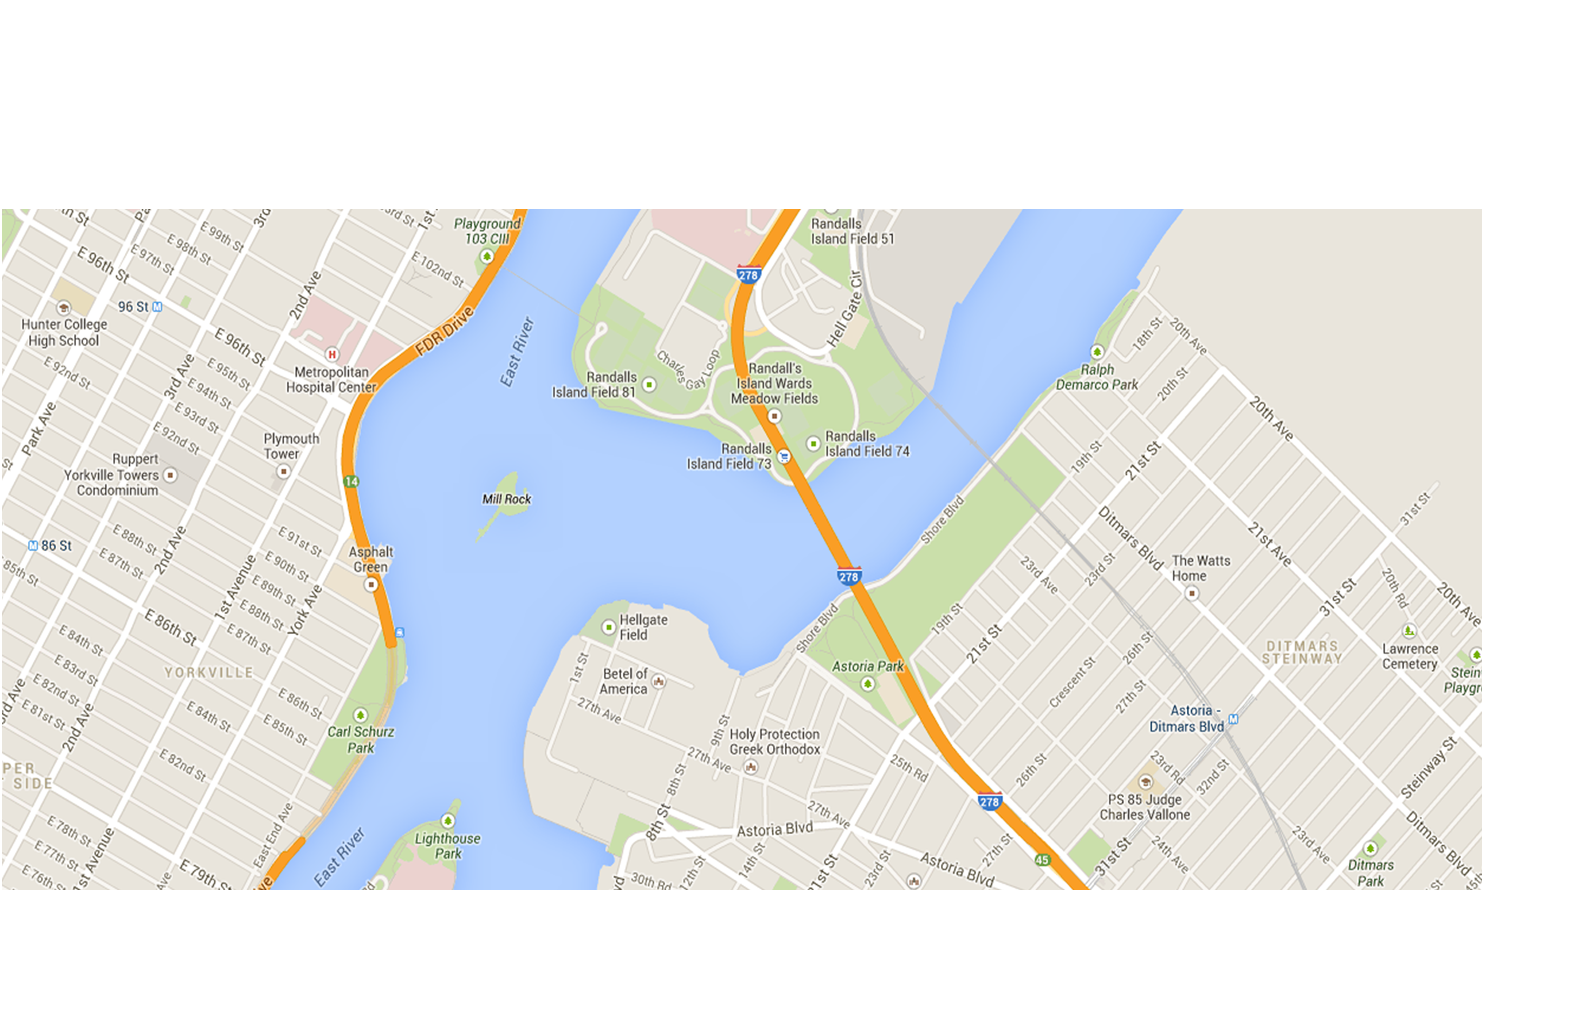 Playground
103 CIII
E 99th St
E 98th St
E 97th St
E 96th St
E 102nd St
2nd Ave
96 St
Hunter College
High School
E 96th St
FDR Drive
East River
Metropolitan
Hospital Center
E 92nd St
3rd Ave
E 95th St
E 94th St
E 93rd St
E 92nd St
Park Ave
Plymouth
Tower
Ruppert
Yorkville Towers
Condominium
14
86 St
E 88th St
E 87th St
2nd Ave
E 91st St
E 90th St
E 89th St
E 88th St
E 87th St
Asphalt
Green
1st Avenue
York Ave
85th St
E 86th St
E 84th St
E 83rd St
E 82nd St
E 81st St
YORKVILLE
E 86th St
E 85th St
E 84th St
E 82nd St
2nd Ave
Carl Schurz
Park
E 78th St
E 77th St
E 76th St
E 79th St
East End Ave
East River
Lighthouse
Park
Mill Rock
Randalls
Island Field 51
278
Hell Gate Cir
Charles
Gay Loop
Randalls
Island Field 81
Randall's
Island Wards
Meadow Fields
Randalls
Island Field 74
Randalls
Island Field 73
278
Shore Blvd
Shore Blvd
Ralph
Demarco Park
18th St
20th Ave
20th St
20th Ave
19th St
21st St
Ditmars Blvd
21st Ave
31st St
23rd Ave
23rd St
The Watts
Home
31st St
20th Rd
20th Ave
Lawrence
Cemetery
DITMARS
STEINWAY
19th St
21st St
26th St
Crescent St
27th St
Astoria -
Ditmars Blvd
Astoria Park
Hellgate
Field
1st St
Betel of
America
27th Ave
9th St
Holy Protection
Greek Orthodox
27th Ave
8th St
8th St
27th Ave
Astoria Blvd
25th Rd
26th St
278
23rd Rd
32nd St
PS 85 Judge
Charles Vallone
Steinway St
Ditmars Blvd
23rd Ave
24th Ave
Ditmars
Park
31st St
45
27th St
Astoria Blvd
23rd St
14th St
12th St
30th Rd